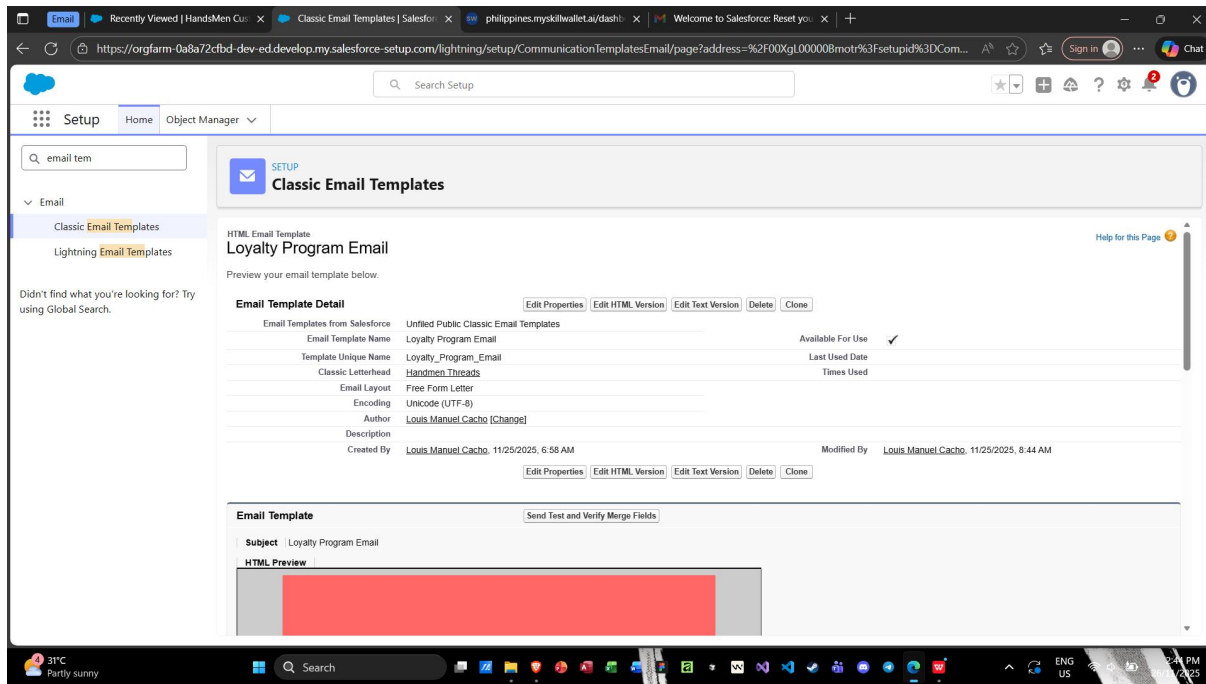 Email
Recently Viewed | HandsMen Cus
Classic Email Templates | Salesfor
philippines.myskillwallet.ai/dashb
Welcome to Salesforce: Reset you
https://orgfarm-0a8a72cfbd-dev-ed.develop.my.salesforce-setup.com/lightning/setup/CommunicationTemplatesEmail/page?address=%2F00XgL00000Bmotr%3Fsetupid%3DCom...
Sign in
Chat
Search Setup
2
Setup
Home
Object Manager
email tem
Email
Classic Email Templates
Lightning Email Templates
Didn't find what you're looking for? Try
using Global Search.
SETUP
Classic Email Templates
HTML Email Template
Loyalty Program Email
Help for this Page
Preview your email template below.
Email Template Detail
Edit Properties Edit HTML Version Edit Text Version Delete Clone
Email Templates from Salesforce Unfiled Public Classic Email Templates
Email Template Name Loyalty Program Email Available For Use ✓
Template Unique Name Loyalty_Program_Email Last Used Date
Classic Letterhead Handmen Threads Times Used
Email Layout Free Form Letter
Encoding Unicode (UTF-8)
Author Louis Manuel Cacho [Change]
Description
Created By Louis Manuel Cacho, 11/25/2025, 6:58 AM Modified By Louis Manuel Cacho, 11/25/2025, 8:44 AM
Edit Properties Edit HTML Version Edit Text Version Delete Clone
Email Template
Send Test and Verify Merge Fields
Subject Loyalty Program Email
HTML Preview
4
31°C
Partly sunny
Search
ENG
US
2:44 PM
26/11/2025